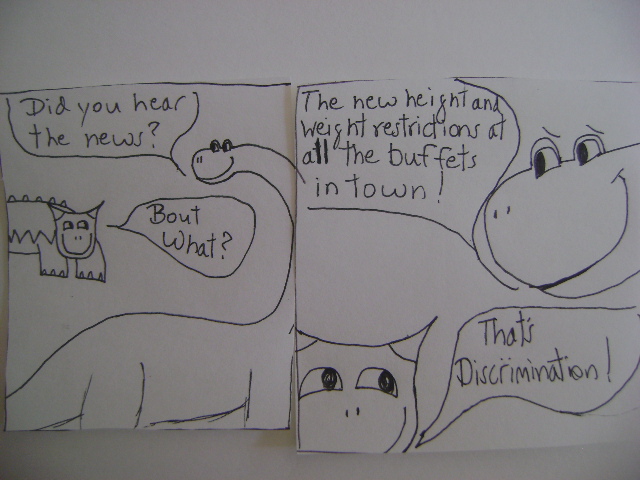 Did you hear
the news?
Bout
What?
The new height and
weight restrictions at
all the buffets
in town!
That's
Discrimination!